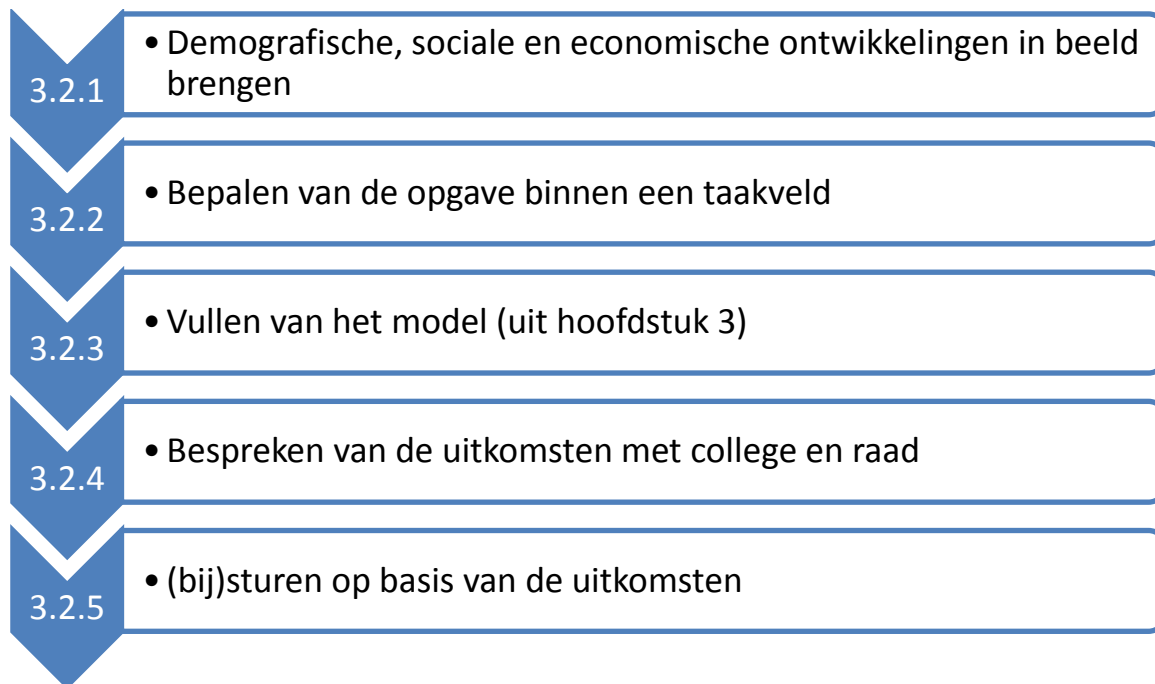 3.2.1
• Demografische, sociale en economische ontwikkelingen in beeld
brengen
3.2.2
• Bepalen van de opgave binnen een taakveld
3.2.3
• Vullen van het model (uit hoofdstuk 3)
3.2.4
• Bespreken van de uitkomsten met college en raad
3.2.5
• (bij)sturen op basis van de uitkomsten